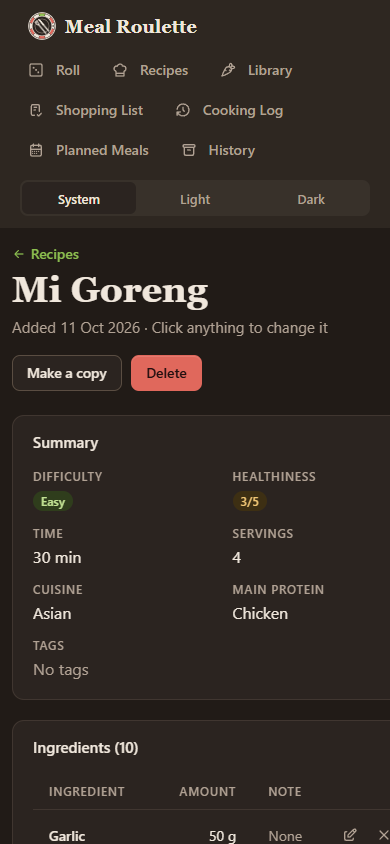 Meal Roulette
Roll Recipes Library
Shopping List Cooking Log
Planned Meals History
System Light Dark
← Recipes
Mi Goreng
Added 11 Oct 2026 · Click anything to change it
Make a copy Delete
Summary
DIFFICULTY HEALTHINESS
Easy 3/5
TIME SERVINGS
30 min 4
CUISINE MAIN PROTEIN
Asian Chicken
TAGS
No tags
Ingredients (10)
INGREDIENT AMOUNT NOTE
Garlic 50 g None